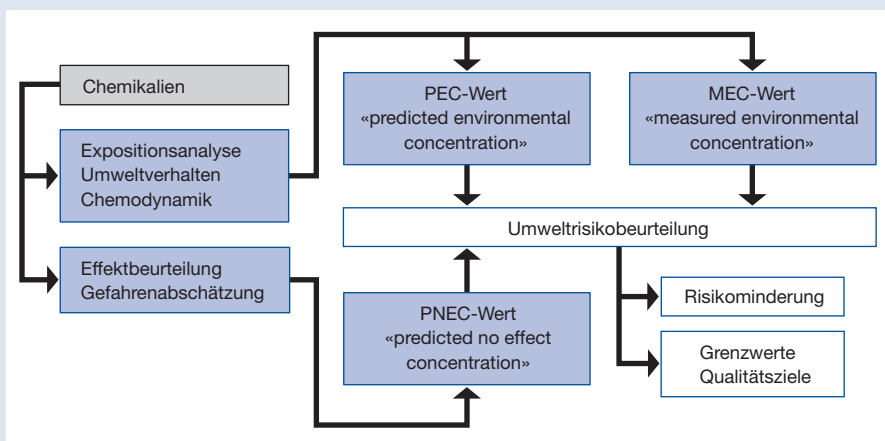 Chemikalien
Expositionsanalyse
Umweltverhalten
Chemodynamik
Effektbeurteilung
Gefahrenabschätzung
PEC-Wert
«predicted environmental
concentration»
MEC-Wert
«measured environmental
concentration»
Umweltrisikobeurteilung
PNEC-Wert
«predicted no effect
concentration»
Risikominderung
Grenzwerte
Qualitätsziele